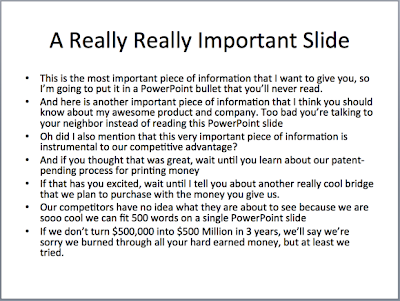 A Really Really Important Slide
• This is the most important piece of information that I want to give you, so
I'm going to put it in a PowerPoint bullet that you'll never read.
• And here is another important piece of information that I think you should
know about my awesome product and company. Too bad you're talking to
your neighbor instead of reading this PowerPoint slide
• Oh did I also mention that this very important piece of information is
instrumental to our competitive advantage?
• And if you thought that was great, wait until you learn about our patent-
pending process for printing money
• If that has you excited, wait until I tell you about another really cool bridge
that we plan to purchase with the money you give us.
• Our competitors have no idea what they are about to see because we are
sooo cool we can fit 500 words on a single PowerPoint slide
• If we don't turn $500,000 into $500 Million in 3 years, we'll say we're
sorry we burned through all your hard earned money, but at least we
tried.